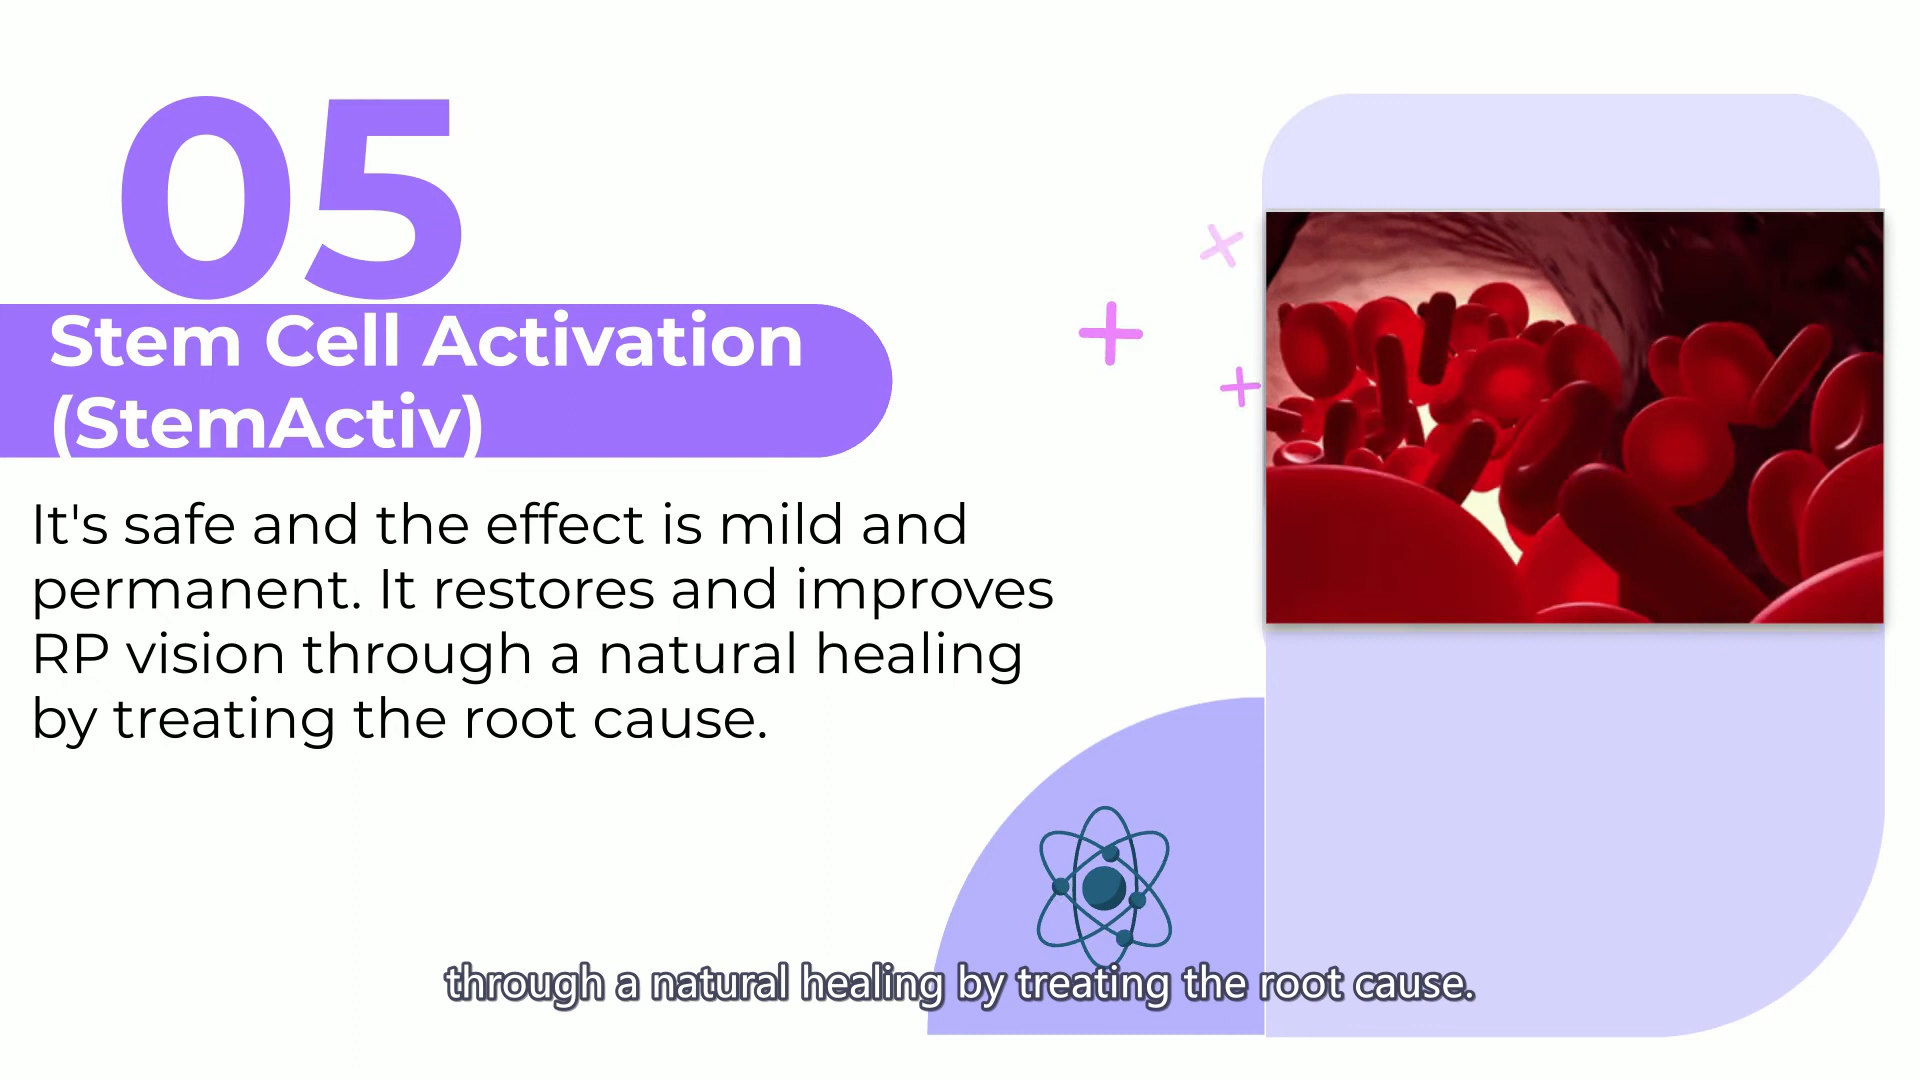 05
Stem Cell Activation
(StemActiv)
It's safe and the effect is mild and
permanent. It restores and improves
RP vision through a natural healing
by treating the root cause.
through a natural healing by treating the root cause.